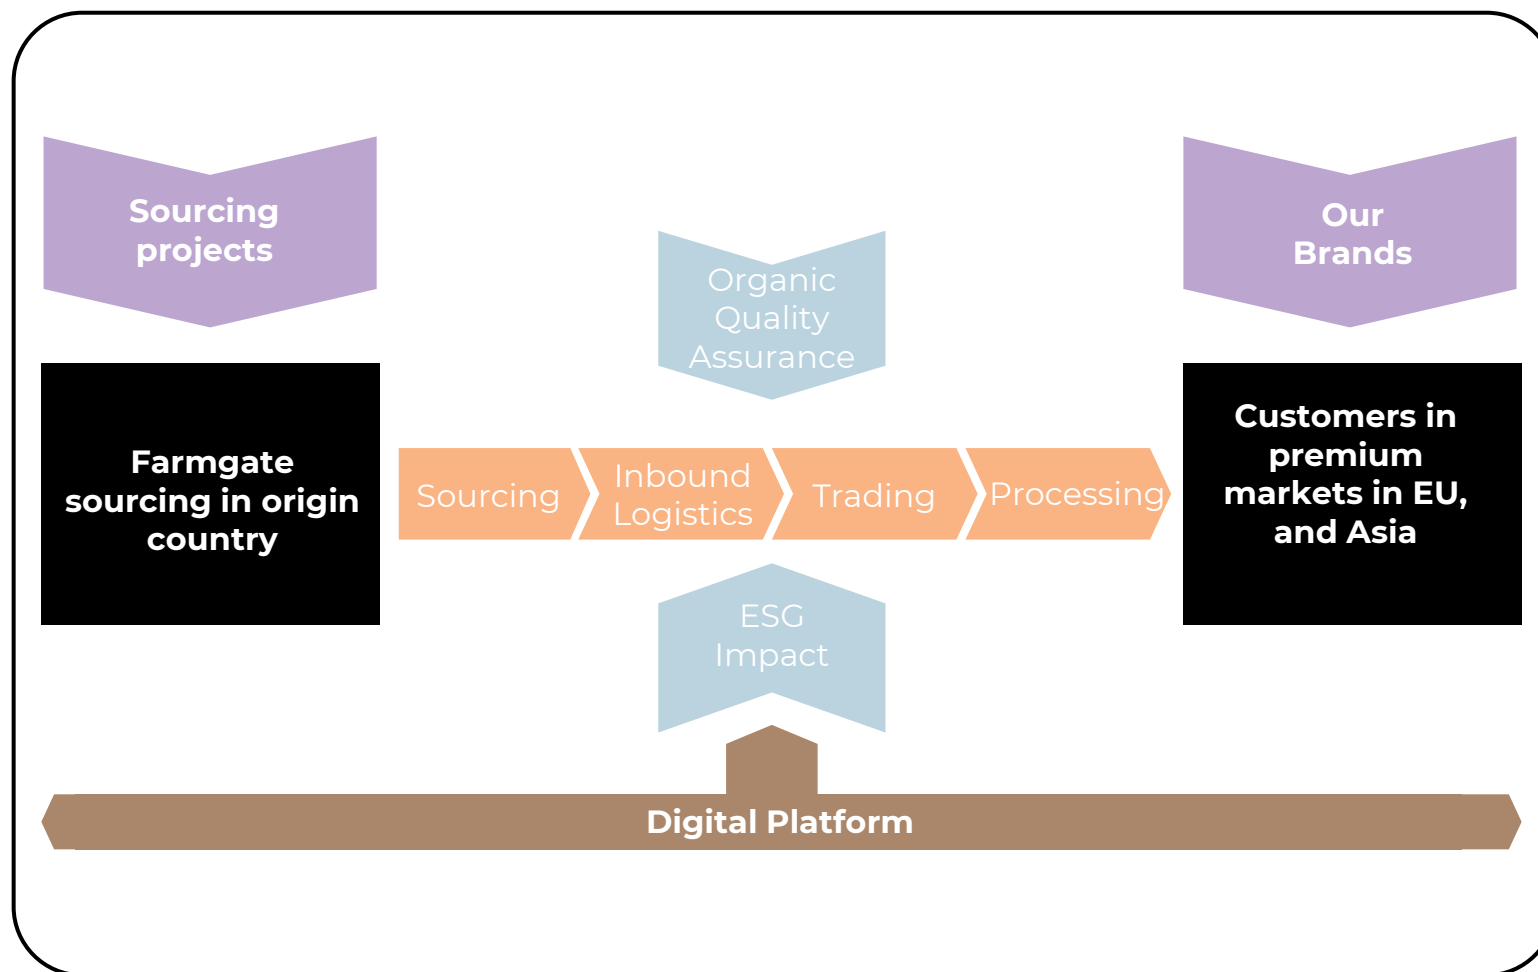 Sourcing
projects
Our
Brands
Organic
Quality
Assurance
Farmgate
sourcing in origin
country
Sourcing
Inbound
Logistics
Trading
Processing
Customers in
premium
markets in EU,
and Asia
ESG
Impact
Digital Platform